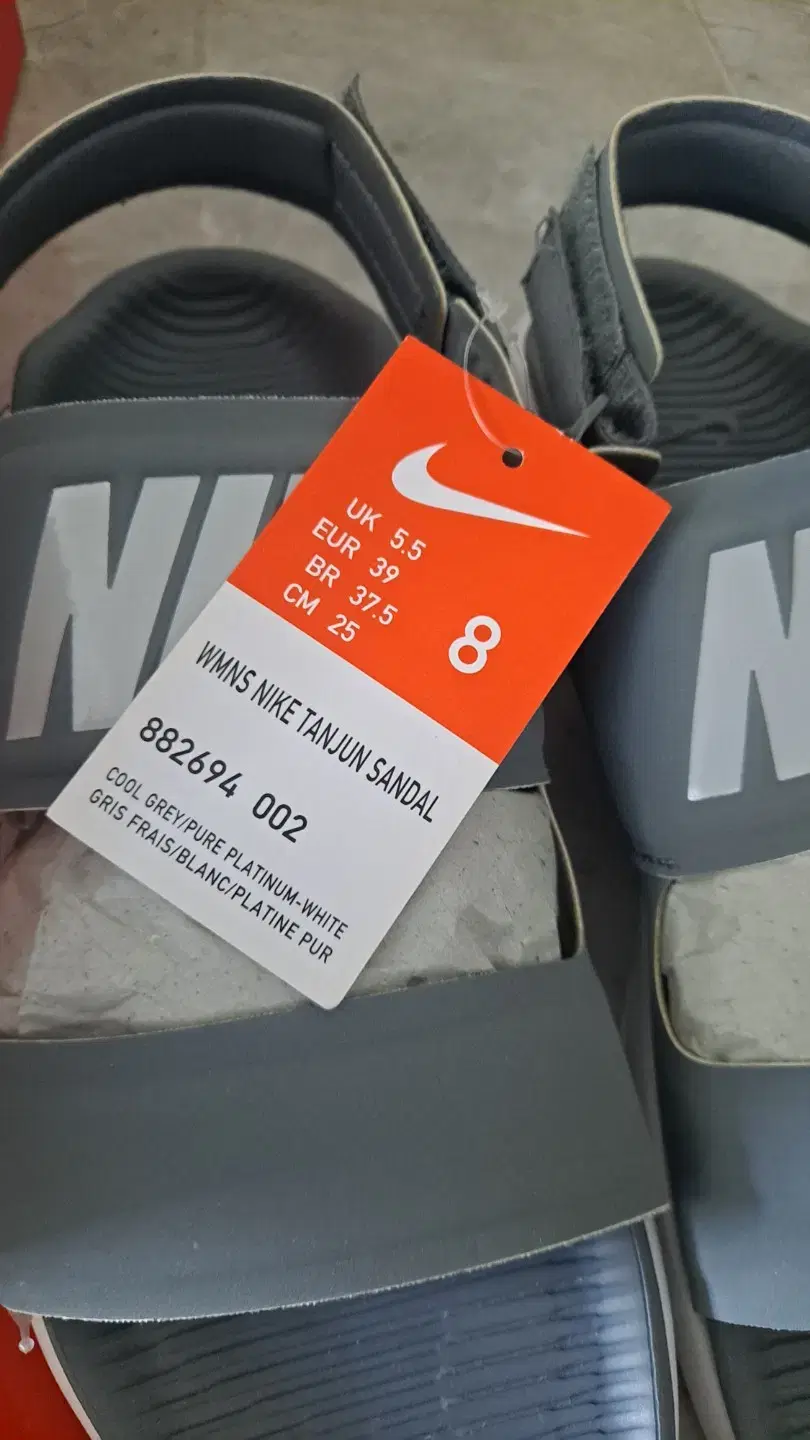 UK 5.5
EUR 39
BR 37.5
CM 25
8
WMNS NIKE TANJUN SANDAL
882694 002
COOL GREY/PURE PLATINUM-WHITE
GRIS FRAIS/BLANC/PLATINE PUR
NI
N